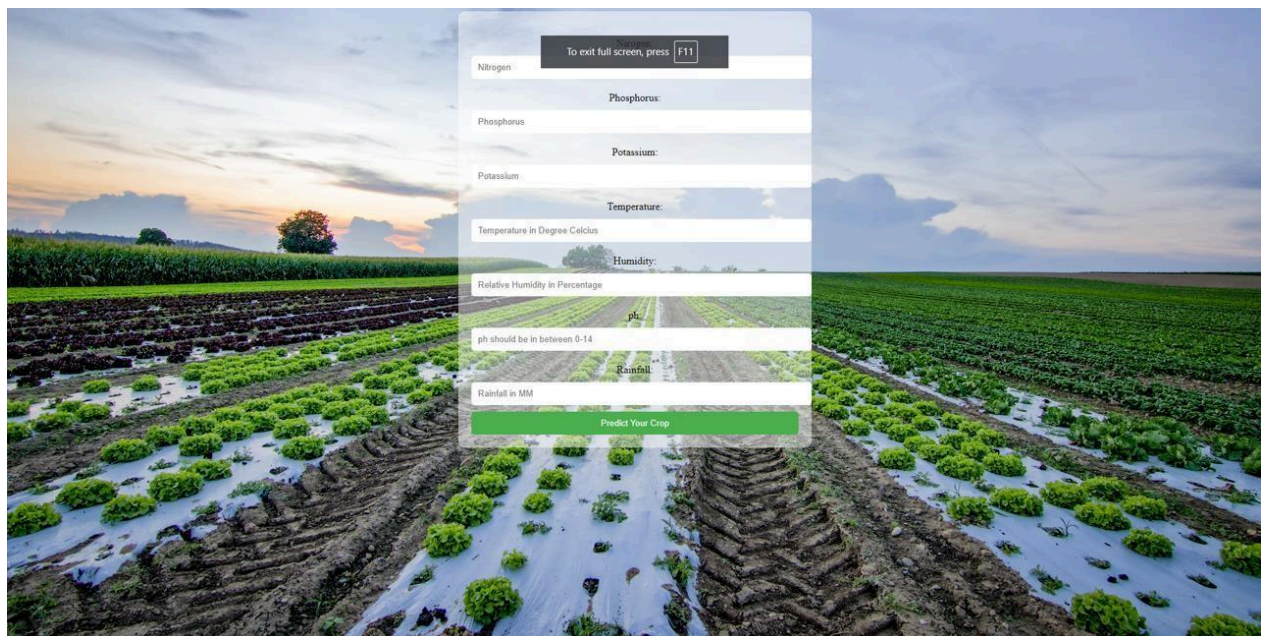 Nitrogen:
To exit full screen, press F11
Nitrogen
Phosphorus:
Phosphorus
Potassium:
Potassium
Temperature:
Temperature in Degree Celcius
Humidity:
Relative Humidity in Percentage
ph:
ph should be in between 0-14
Rainfall:
Rainfall in MM
Predict Your Crop